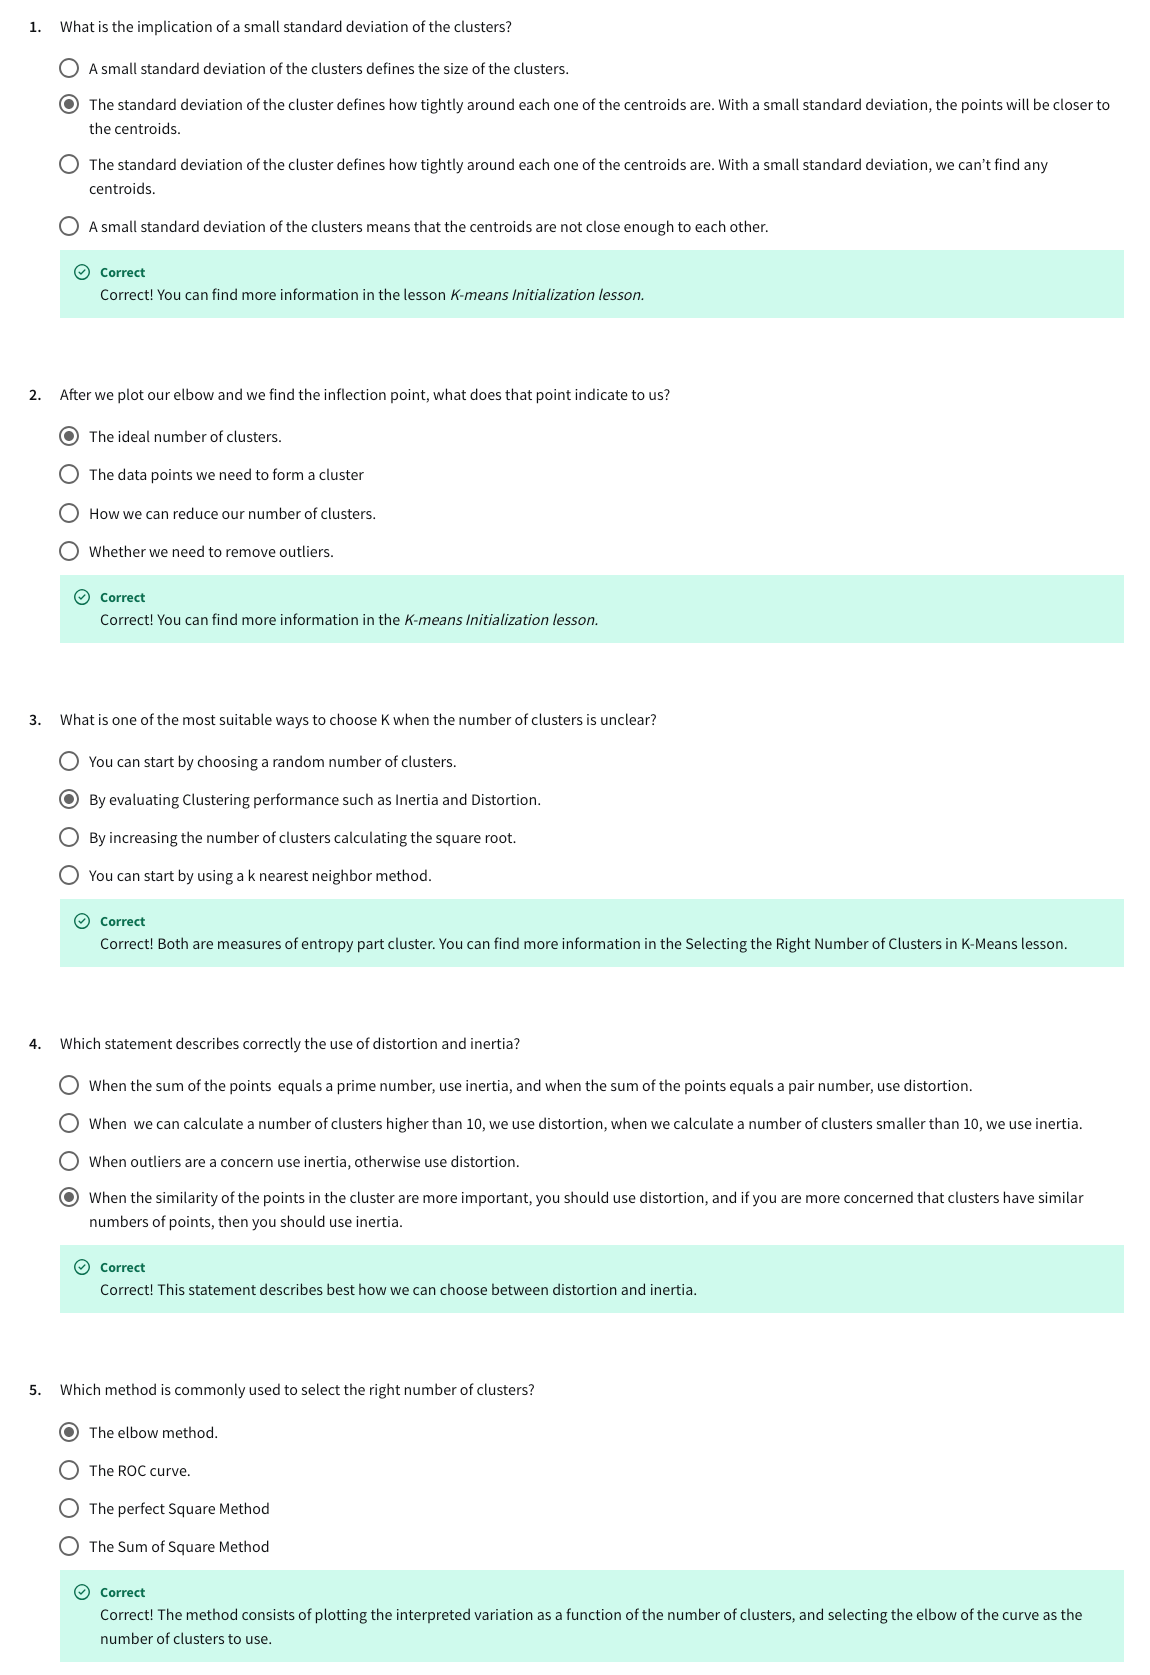 1. What is the implication of a small standard deviation of the clusters?
A small standard deviation of the clusters defines the size of the clusters.
The standard deviation of the cluster defines how tightly around each one of the centroids are. With a small standard deviation, the points will be closer to
the centroids.
The standard deviation of the cluster defines how tightly around each one of the centroids are. With a small standard deviation, we can’t find any
centroids.
A small standard deviation of the clusters means that the centroids are not close enough to each other.
Correct
Correct! You can find more information in the lesson K-means Initialization lesson.
2. After we plot our elbow and we find the inflection point, what does that point indicate to us?
The ideal number of clusters.
The data points we need to form a cluster
How we can reduce our number of clusters.
Whether we need to remove outliers.
Correct
Correct! You can find more information in the K-means Initialization lesson.
3. What is one of the most suitable ways to choose K when the number of clusters is unclear?
You can start by choosing a random number of clusters.
By evaluating Clustering performance such as Inertia and Distortion.
By increasing the number of clusters calculating the square root.
You can start by using a k nearest neighbor method.
Correct
Correct! Both are measures of entropy part cluster. You can find more information in the Selecting the Right Number of Clusters in K-Means lesson.
4. Which statement describes correctly the use of distortion and inertia?
When the sum of the points  equals a prime number, use inertia, and when the sum of the points equals a pair number, use distortion.
When  we can calculate a number of clusters higher than 10, we use distortion, when we calculate a number of clusters smaller than 10, we use inertia.
When outliers are a concern use inertia, otherwise use distortion.
When the similarity of the points in the cluster are more important, you should use distortion, and if you are more concerned that clusters have similar
numbers of points, then you should use inertia.
Correct
Correct! This statement describes best how we can choose between distortion and inertia.
5. Which method is commonly used to select the right number of clusters?
The elbow method.
The ROC curve.
The perfect Square Method
The Sum of Square Method
Correct
Correct! The method consists of plotting the interpreted variation as a function of the number of clusters, and selecting the elbow of the curve as the
number of clusters to use.